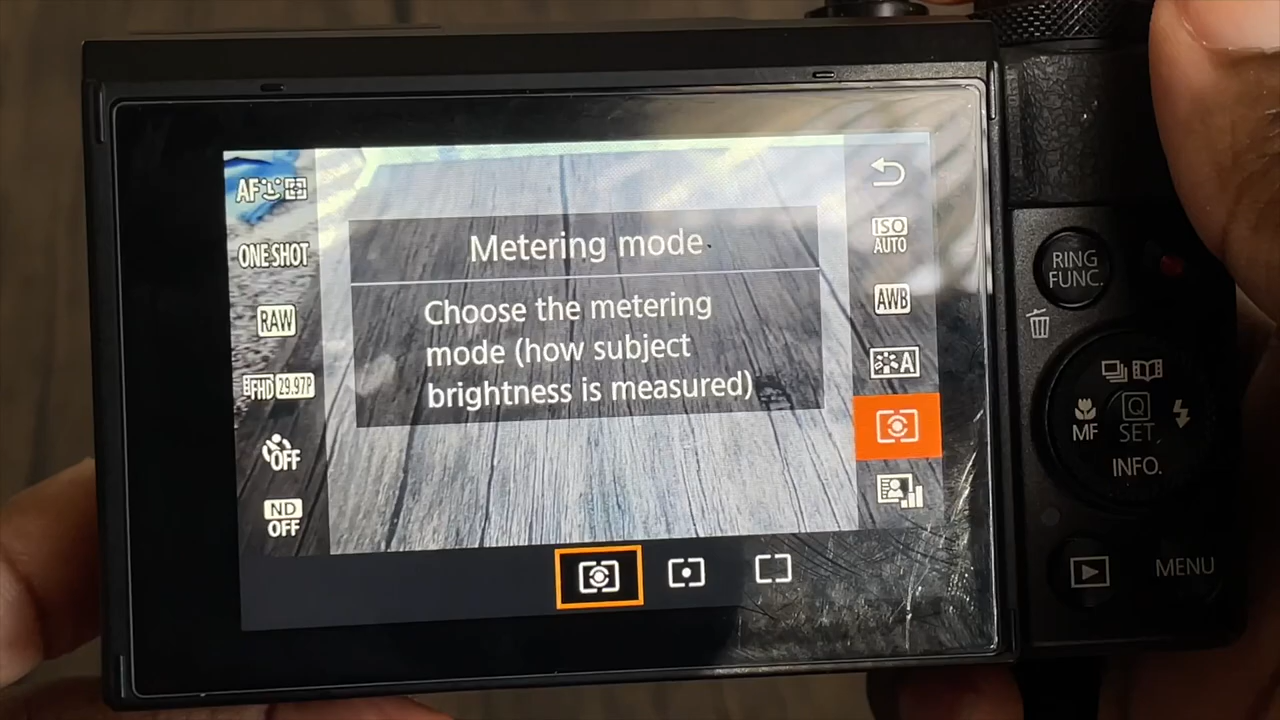 AF
ONE SHOT
RAW
FHD 29.97P
OFF
ND
OFF
Metering mode
Choose the metering
mode (how subject
brightness is measured)
ISO
AUTO
AWB
A
RING
FUNC.
MF
Q
SET
INFO.
MENU